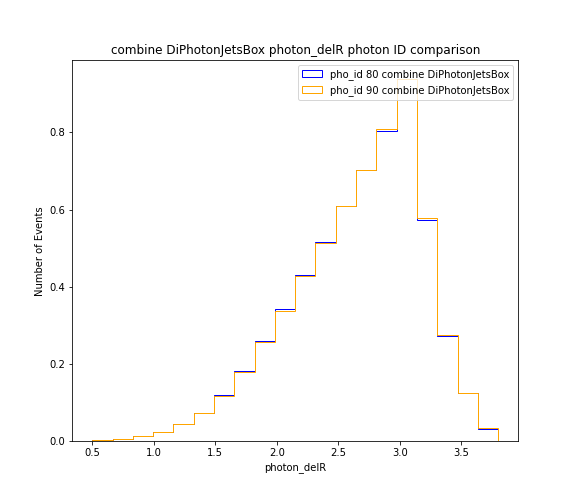 combine DiPhotonJetsBox photon_delR photon ID comparison
pho_id 80 combine DiPhotonJetsBox
pho_id 90 combine DiPhotonJetsBox
Number of Events
0.8
0.6
0.4
0.2
0.0
0.5 1.0 1.5 2.0 2.5 3.0 3.5
photon_delR